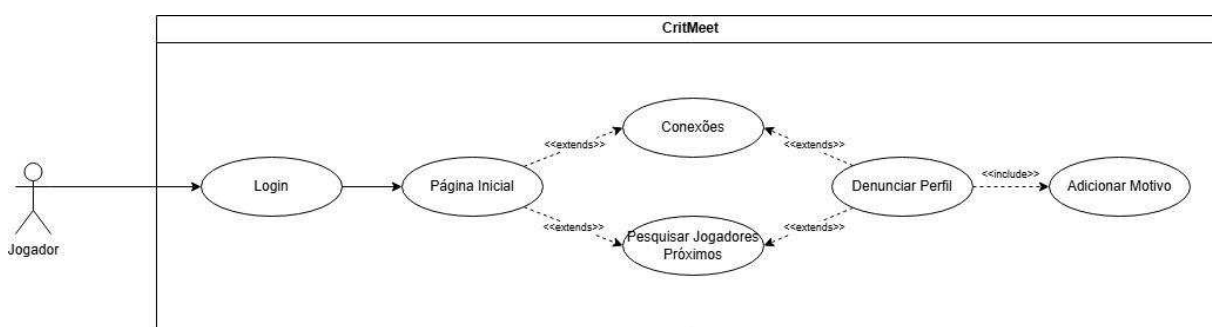 CritMeet
Conexões
<<extends>>
<<extends>>
Login
Página Inicial
Denunciar Perfil
<<include>>
Adicionar Motivo
<<extends>>
<<extends>>
Pesquisar Jogadores
Próximos
Jogador